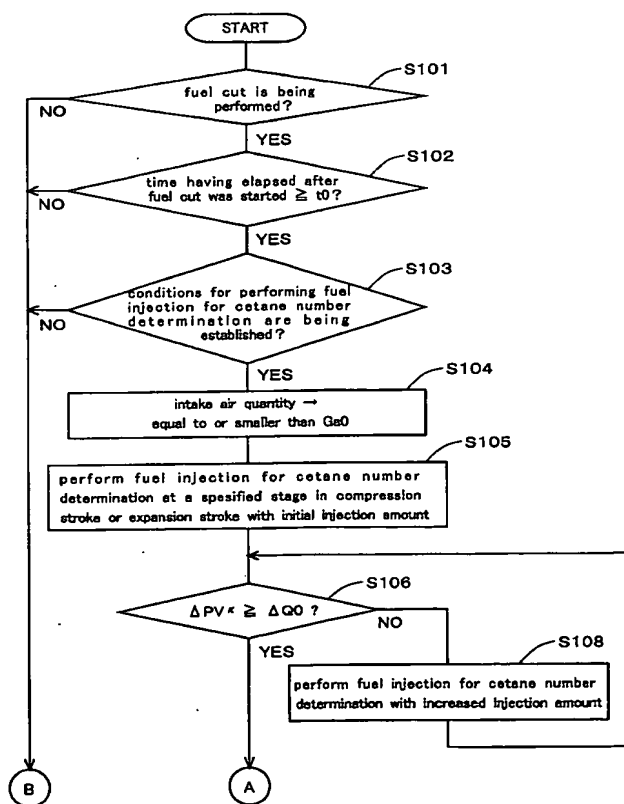 START
S101
fuel cut is being
performed?
NO
YES
S102
time having elapsed after
fuel cut was started ≧ t0?
NO
YES
S103
conditions for performing fuel
injection for cetane number
determination are being
established?
NO
YES
S104
intake air quantity →
equal to or smaller than Ga0
S105
perform fuel injection for cetane number
determination at a spesified stage in compression
stroke or expansion stroke with initial injection amount
S106
ΔPVκ ≧ ΔQ0 ?
NO
YES
S108
perform fuel injection for cetane number
determination with increased injection amount
B
A